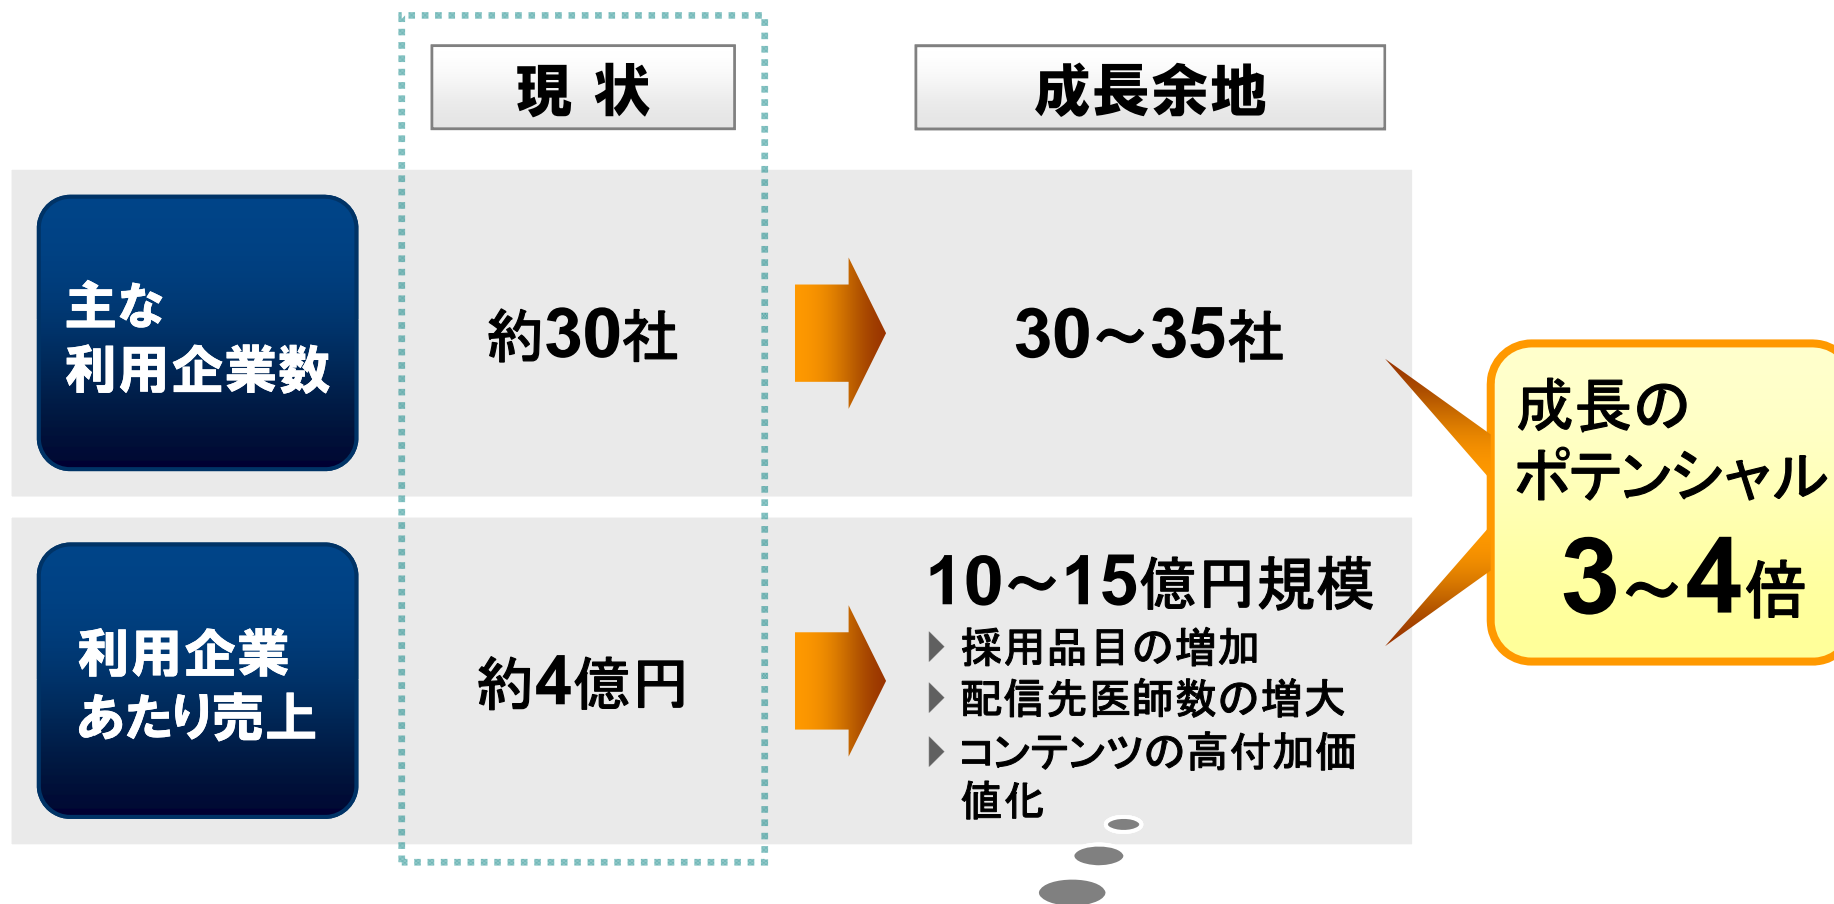 現 状
成長余地
主な
利用企業数
約30社
30～35社
利用企業
あたり売上
約4億円
10～15億円規模
採用品目の増加
配信先医師数の増大
コンテンツの高付加価
値化
成長の
ポテンシャル
3～4倍